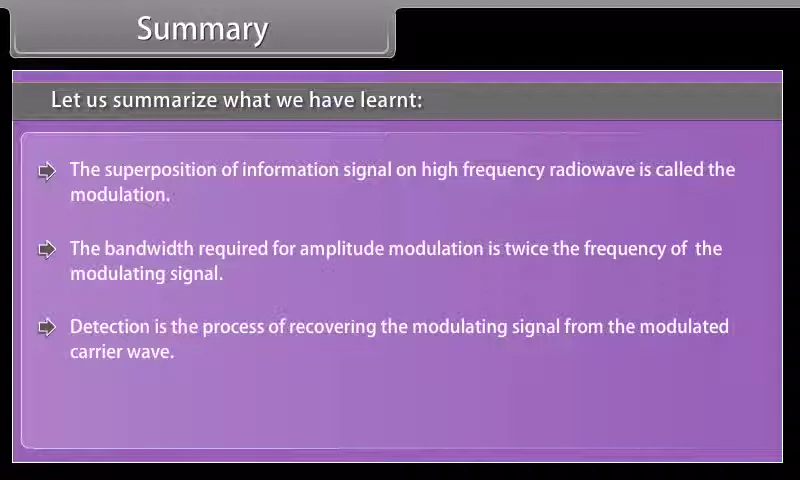 Summary
Let us summarize what we have learnt:
The superposition of information signal on high frequency radiowave is called the
modulation.
The bandwidth required for amplitude modulation is twice the frequency of the
modulating signal.
Detection is the process of recovering the modulating signal from the modulated
carrier wave.